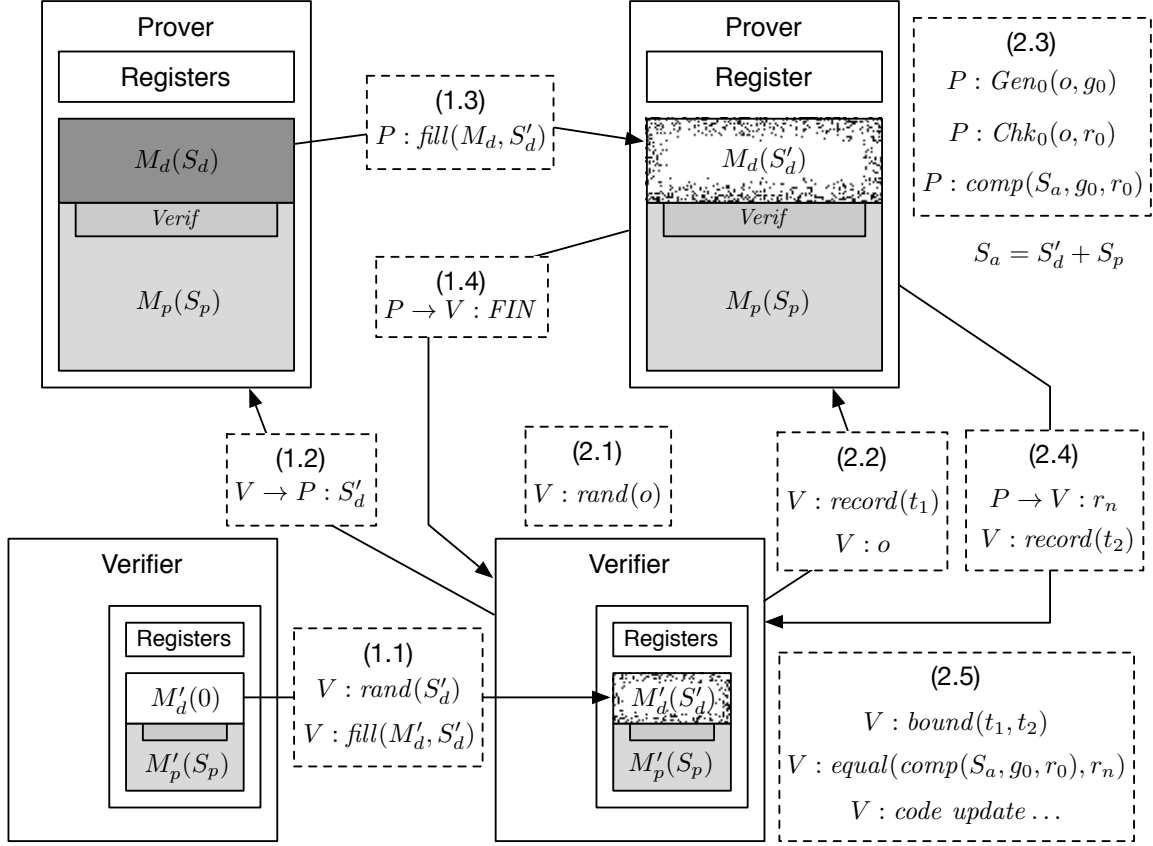 Prover
Registers
M_d(S_d)
Verif
M_p(S_p)
(1.3)
P : fill(M_d, S′_d)
(1.4)
P → V : FIN
Prover
Register
M_d(S′_d)
Verif
M_p(S_p)
(2.3)
P : Gen_0(o, g_0)
P : Chk_0(o, r_0)
P : comp(S_a, g_0, r_0)
S_a = S′_d + S_p
(1.2)
V → P : S′_d
(2.1)
V : rand(o)
(2.2)
V : record(t_1)
V : o
(2.4)
P → V : r_n
V : record(t_2)
Verifier
Registers
M′_d(0)
M′_p(S_p)
(1.1)
V : rand(S′_d)
V : fill(M′_d, S′_d)
Verifier
Registers
M′_d(S′_d)
M′_p(S_p)
(2.5)
V : bound(t_1, t_2)
V : equal(comp(S_a, g_0, r_0), r_n)
V : code update ...